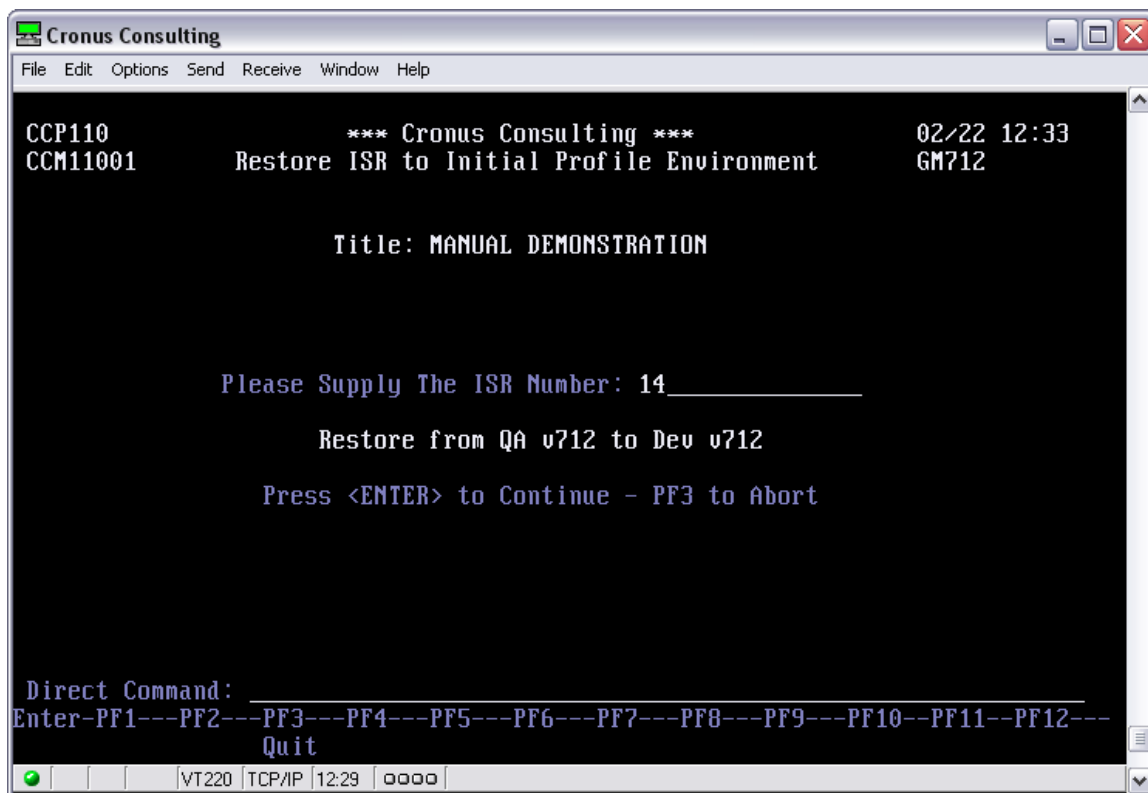 Cronus Consulting
File Edit Options Send Receive Window Help
CCP110 *** Cronus Consulting *** 02/22 12:33
CCM11001 Restore ISR to Initial Profile Environment GM712
Title: MANUAL DEMONSTRATION
Please Supply The ISR Number: 14_______________
Restore from QA v712 to Dev v712
Press <ENTER> to Continue - PF3 to Abort
Direct Command: ____________________________________________________________
Enter-PF1---PF2---PF3---PF4---PF5---PF6---PF7---PF8---PF9---PF10--PF11--PF12---
Quit
VT220 TCP/IP 12:29 oooo